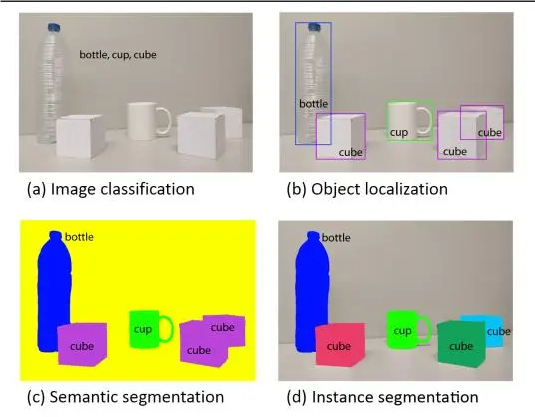 bottle, cup, cube
(a) Image classification
bottle
cup
cube
cube
cube
(b) Object localization
bottle
cup
cube
cube
cube
(c) Semantic segmentation
bottle
cup
cube
cube
cube
(d) Instance segmentation